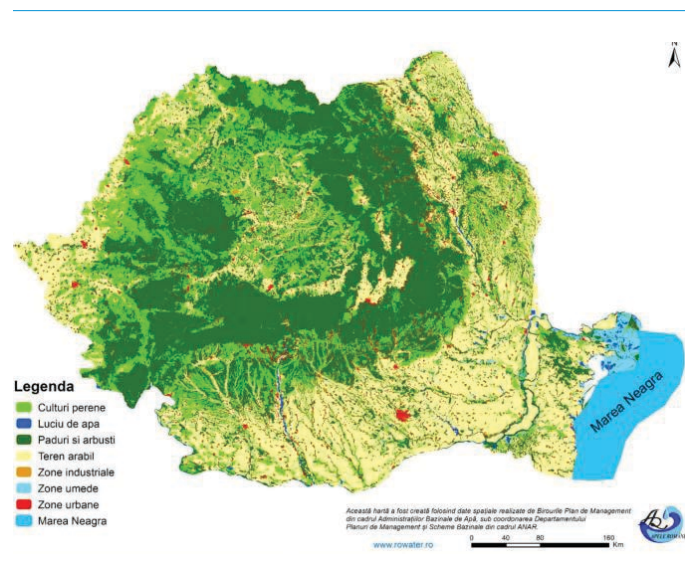 N
Marea Neagra
Legenda
Culturi perene
Luciu de apa
Paduri si arbusti
Teren arabil
Zone industriale
Zone umede
Zone urbane
Marea Neagra
Această hartă a fost creată folosind date spațiale realizate de Birourile Plan de Management
din cadrul Administrațiilor Bazinale de Apă, sub coordonarea Departamentului
Planuri de Management și Scheme Bazinale din cadrul ANAR
www.rowater.ro
0 40 80 160
Km
APELE ROMÂNE